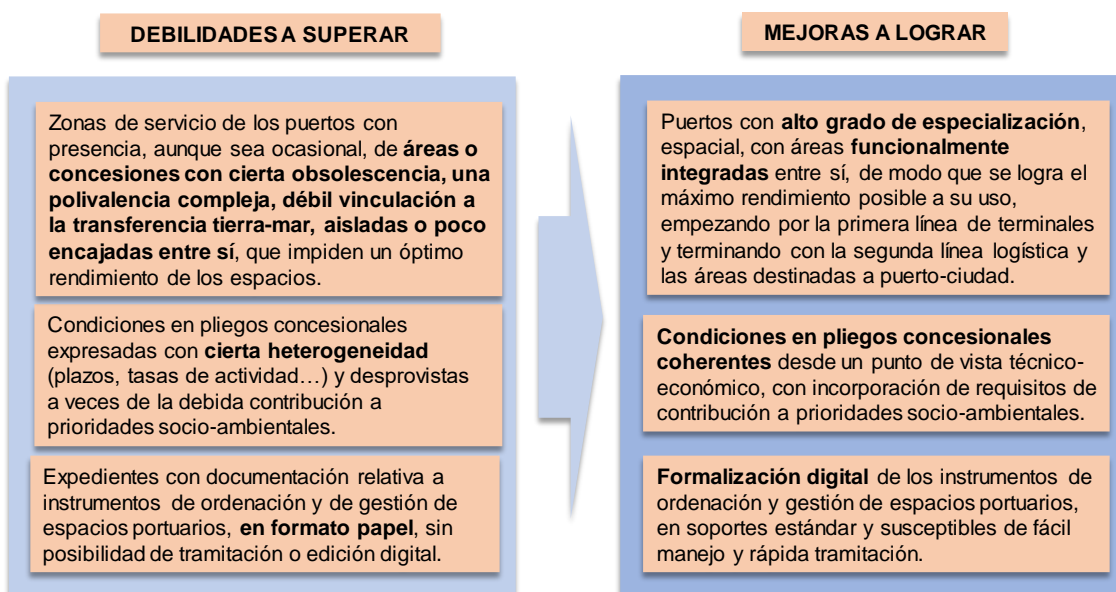 DEBILIDADES A SUPERAR
Zonas de servicio de los puertos con
presencia, aunque sea ocasional, de áreas o
concesiones con cierta obsolescencia, una
polivalencia compleja, débil vinculación a
la transferencia tierra-mar, aisladas o poco
encajadas entre sí, que impiden un óptimo
rendimiento de los espacios.
Condiciones en pliegos concesionales
expresadas con cierta heterogeneidad
(plazos, tasas de actividad…) y desprovistas
a veces de la debida contribución a
prioridades socio-ambientales.
Expedientes con documentación relativa a
instrumentos de ordenación y de gestión de
espacios portuarios, en formato papel, sin
posibilidad de tramitación o edición digital.
MEJORAS A LOGRAR
Puertos con alto grado de especialización,
espacial, con áreas funcionalmente
integradas entre sí, de modo que se logra el
máximo rendimiento posible a su uso,
empezando por la primera línea de terminales
y terminando con la segunda línea logística y
las áreas destinadas a puerto-ciudad.
Condiciones en pliegos concesionales
coherentes desde un punto de vista técnico-
económico, con incorporación de requisitos de
contribución a prioridades socio-ambientales.
Formalización digital de los instrumentos de
ordenación y gestión de espacios portuarios,
en soportes estándar y susceptibles de fácil
manejo y rápida tramitación.